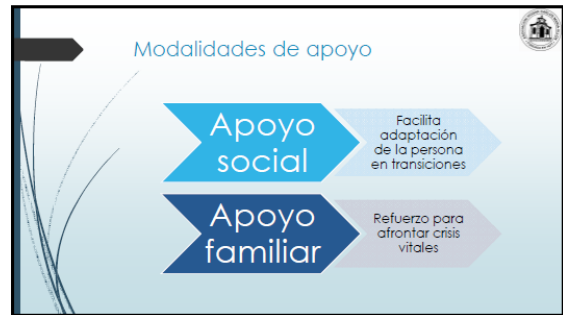 Modalidades de apoyo
Apoyo
social
Facilita
adaptación
de la persona
en transiciones
Apoyo
familiar
Refuerzo para
afrontar crisis
vitales